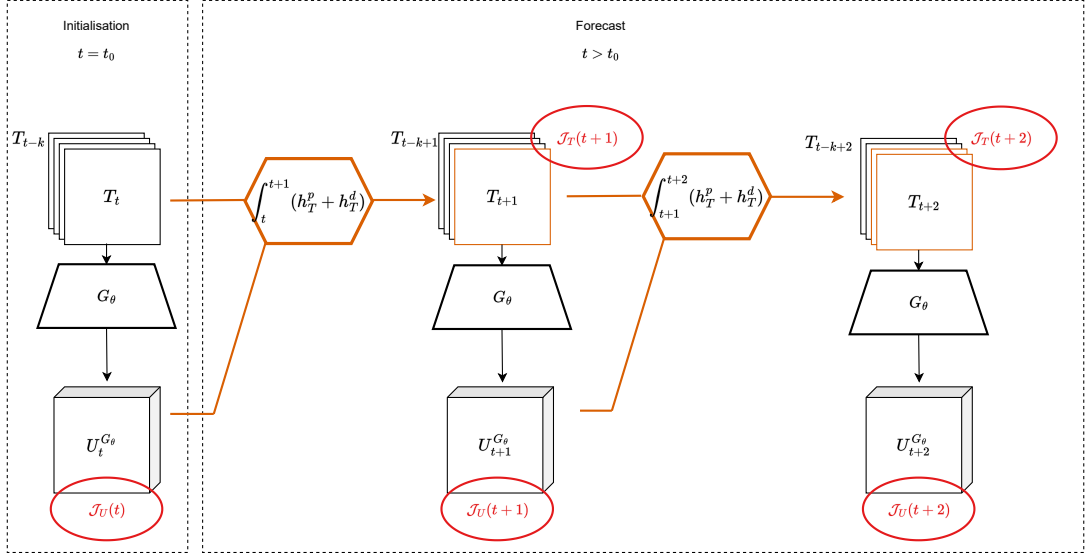 Initialisation
t = t_0
Forecast
t > t_0
T_{t-k}
T_t
G_θ
U_t^{G_θ}
𝒥_U(t)
∫_t^{t+1} (h_T^p + h_T^d)
T_{t-k+1}
𝒥_T(t+1)
T_{t+1}
G_θ
U_{t+1}^{G_θ}
𝒥_U(t+1)
∫_{t+1}^{t+2} (h_T^p + h_T^d)
T_{t-k+2}
𝒥_T(t+2)
T_{t+2}
G_θ
U_{t+2}^{G_θ}
𝒥_U(t+2)